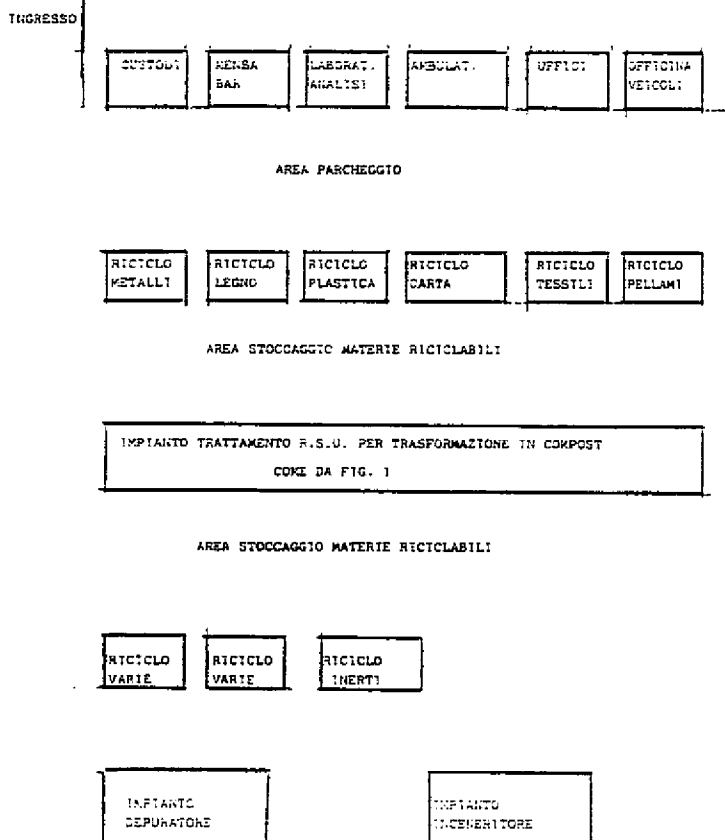 INGRESSO
CUSTODI
MENSA
BAR
LABORAT.
ANALISI
AMBULAT.
UFFICI
OFFICINA
VEICOLI
AREA PARCHEGGIO
RICICLO
METALLI
RICICLO
LEGNO
RICICLO
PLASTICA
RICICLO
CARTA
RICICLO
TESSILI
RICICLO
PELLAMI
AREA STOCCAGGIO MATERIE RICICLABILI
IMPIANTO TRATTAMENTO R.S.U. PER TRASFORMAZIONE IN COMPOST
COME DA FIG. 1
AREA STOCCAGGIO MATERIE RICICLABILI
RICICLO
VARIE
RICICLO
VARIE
RICICLO
INERTI
IMPIANTO
DEPURATORE
IMPIANTO
INCENERITORE